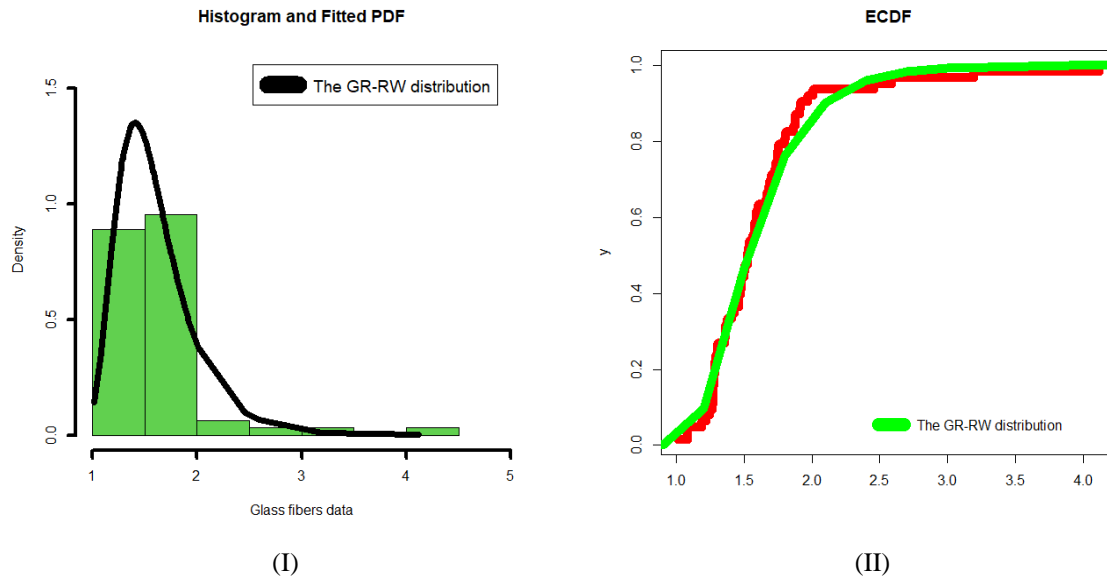 Histogram and Fitted PDF
The GR-RW distribution
Density
0.0
0.5
1.0
1.5
1
2
3
4
5
Glass fibers data
(I)
ECDF
y
0.0
0.2
0.4
0.6
0.8
1.0
The GR-RW distribution
1.0
1.5
2.0
2.5
3.0
3.5
4.0
(II)